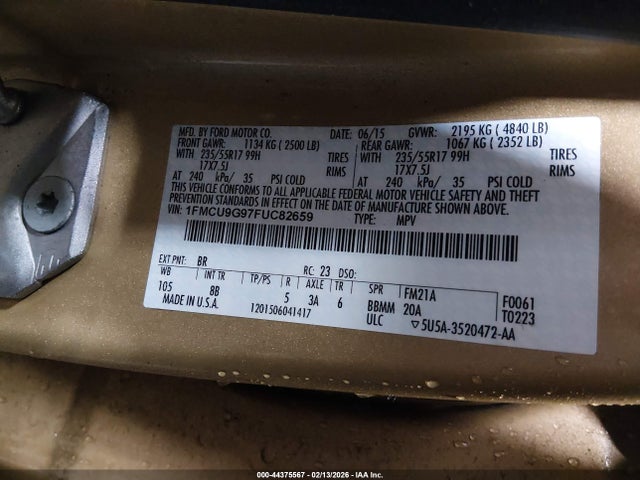 MFD. BY FORD MOTOR CO. DATE: 06/15 GVWR: 2195 KG ( 4840 LB)
FRONT GAWR: 1134 KG ( 2500 LB) REAR GAWR: 1067 KG ( 2352 LB)
WITH 235/55R17 99H TIRES WITH 235/55R17 99H TIRES
17X7.5J RIMS 17X7.5J RIMS
AT 240 kPa/ 35 PSI COLD AT 240 kPa/ 35 PSI COLD
THIS VEHICLE CONFORMS TO ALL APPLICABLE FEDERAL MOTOR VEHICLE SAFETY AND THEFT
PREVENTION STANDARDS IN EFFECT ON THE DATE OF MANUFACTURE SHOWN ABOVE.
VIN: 1FMCU9G97FUC82659 TYPE: MPV
EXT PNT: BR RC: 23 DSO:
WB INT TR TP/PS R AXLE TR SPR FM21A F0061
105 8B 5 3A 6 BBMM 20A T0223
MADE IN U.S.A. 1201506041417 ULC ▽5U5A-3520472-AA
000-44375567 - 02/13/2026 - IAA Inc.